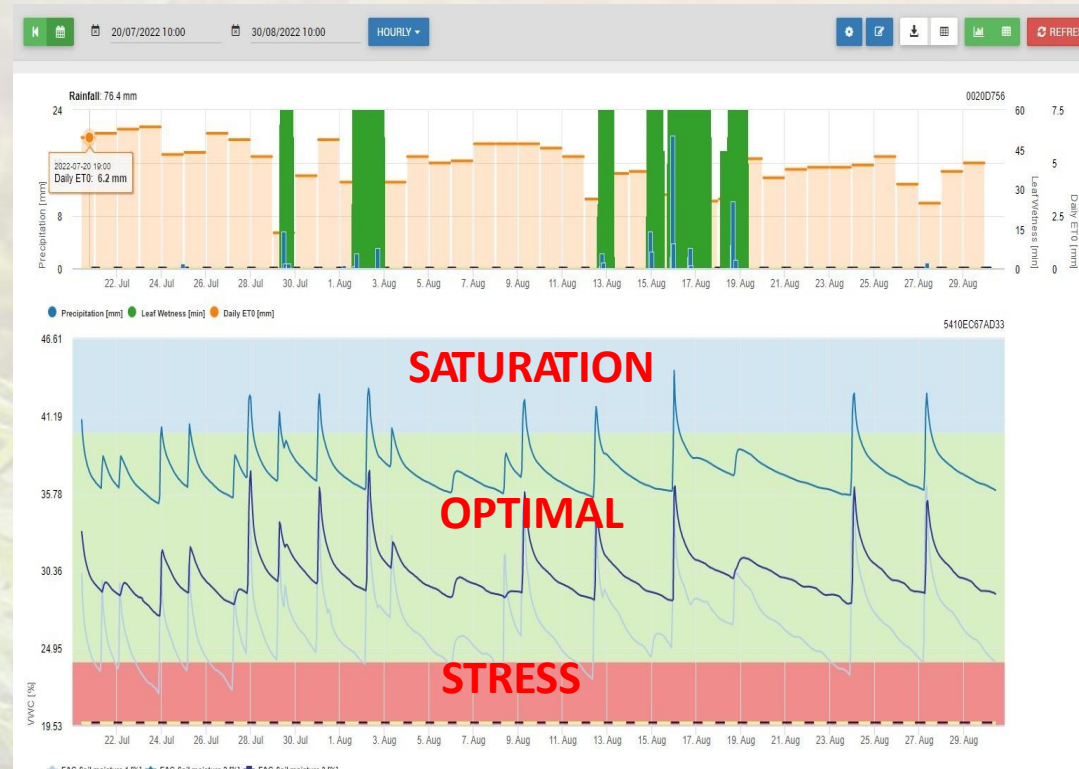 20/07/2022 10:00 30/08/2022 10:00 HOURLY REFRES
Rainfall: 76.4 mm 0020D756
24 60 7.5
2022-07-20 19:00
Daily ET0: 6.2 mm
45 5
30
8 15 2.5
0 0 0
Precipitation [mm]
Leaf Wetness [min]
Daily ET0 [mm]
22. Jul 24. Jul 26. Jul 28. Jul 30. Jul 1. Aug 3. Aug 5. Aug 7. Aug 9. Aug 11. Aug 13. Aug 15. Aug 17. Aug 19. Aug 21. Aug 23. Aug 25. Aug 27. Aug 29. Aug
Precipitation [mm] Leaf Wetness [min] Daily ET0 [mm]
5410EC67AD33
46.61
SATURATION
41.19
35.78
OPTIMAL
30.36
24.95
STRESS
19.53
VWC [%]
22. Jul 24. Jul 26. Jul 28. Jul 30. Jul 1. Aug 3. Aug 5. Aug 7. Aug 9. Aug 11. Aug 13. Aug 15. Aug 17. Aug 19. Aug 21. Aug 23. Aug 25. Aug 27. Aug 29. Aug